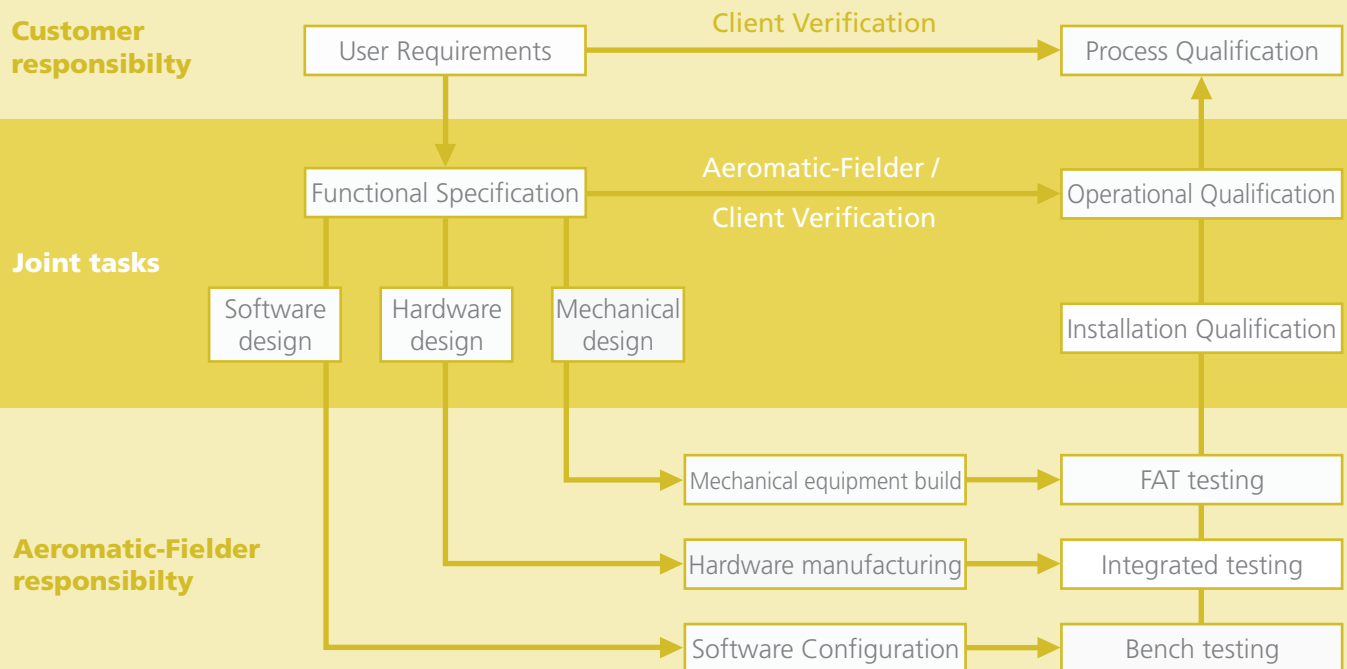 Customer
responsibilty
User Requirements
Client Verification
Process Qualification
Joint tasks
Functional Specification
Aeromatic-Fielder /
Client Verification
Operational Qualification
Software
design
Hardware
design
Mechanical
design
Installation Qualification
Aeromatic-Fielder
responsibilty
Mechanical equipment build
FAT testing
Hardware manufacturing
Integrated testing
Software Configuration
Bench testing